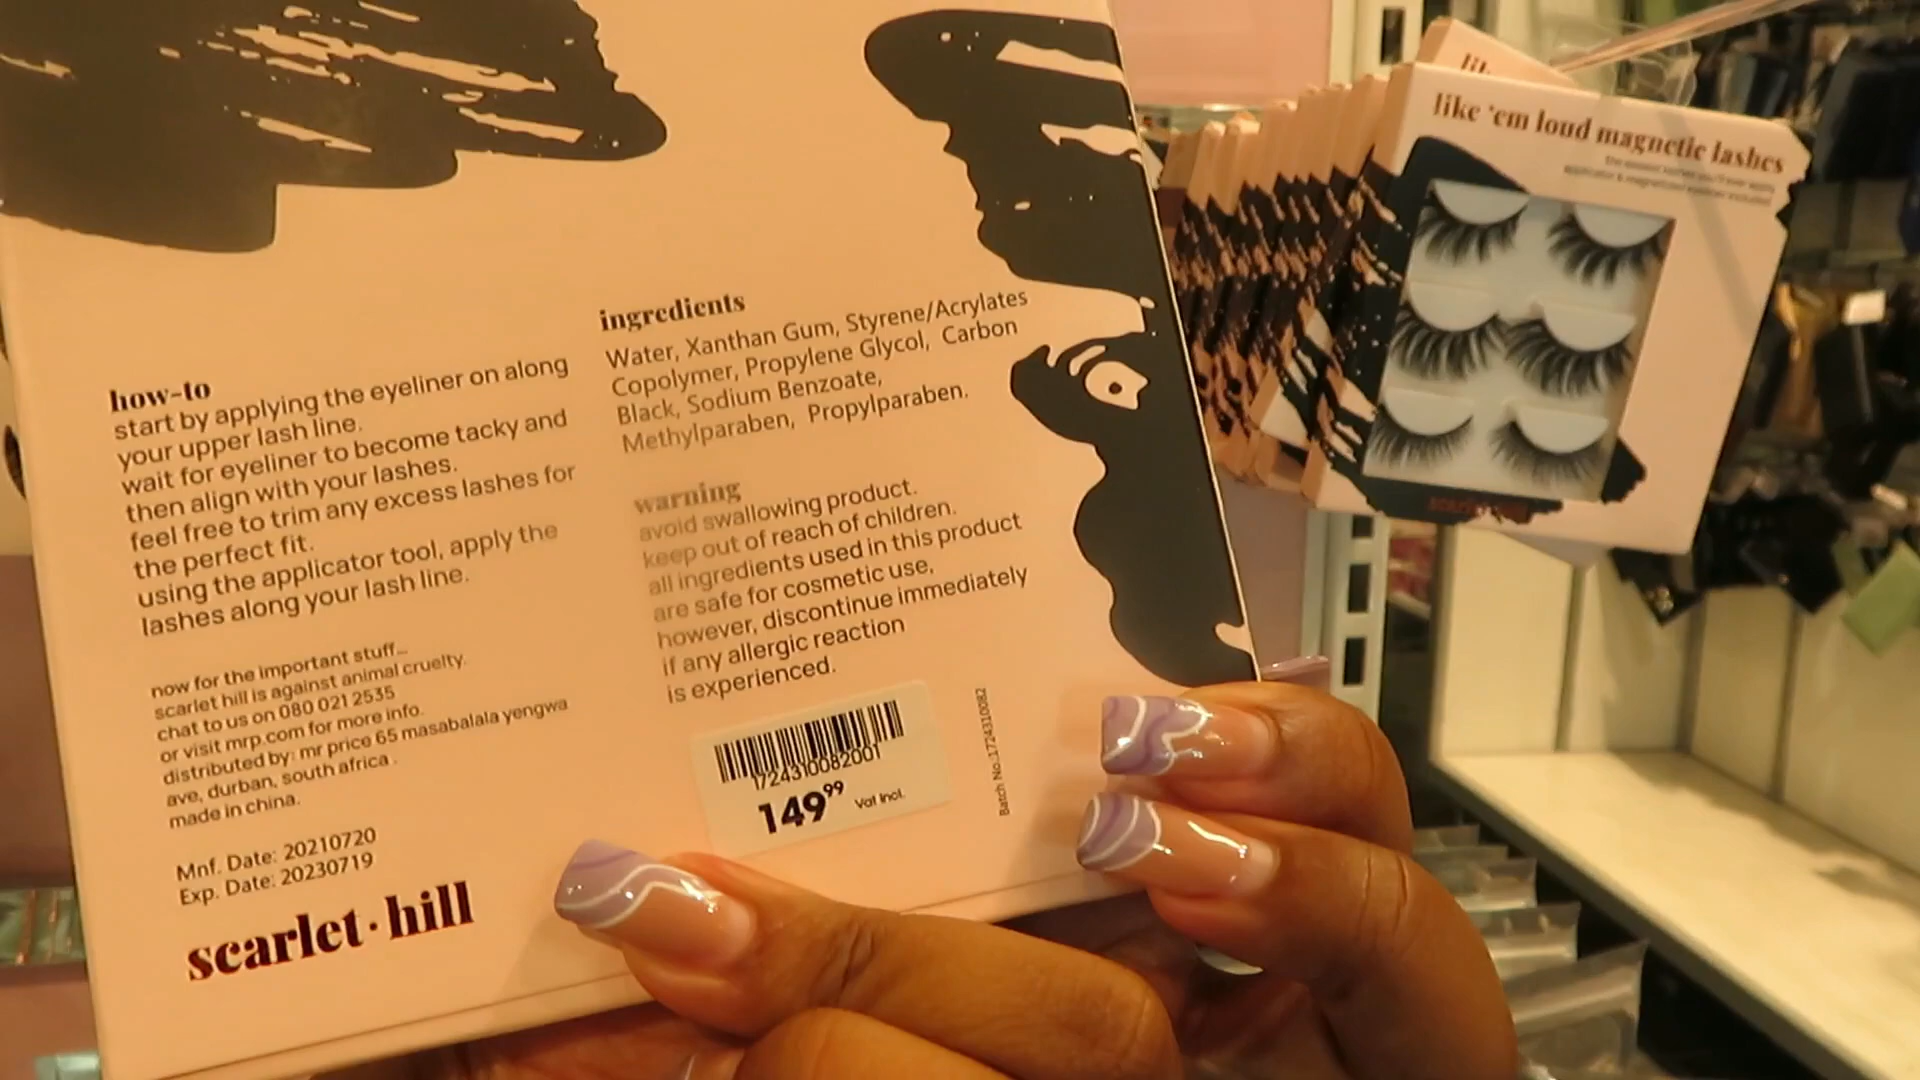 how-to
start by applying the eyeliner on along
your upper lash line.
wait for eyeliner to become tacky and
then align with your lashes.
feel free to trim any excess lashes for
the perfect fit.
using the applicator tool, apply the
lashes along your lash line.
now for the important stuff...
scarlet hill is against animal cruelty.
chat to us on 080 021 2535
or visit mrp.com for more info.
distributed by: mr price 65 masabalala yengwa
ave, durban, south africa .
made in china.
Mnf. Date: 20210720
Exp. Date: 20230719
scarlet·hill
ingredients
Water, Xanthan Gum, Styrene/Acrylates
Copolymer, Propylene Glycol, Carbon
Black, Sodium Benzoate,
Methylparaben, Propylparaben.
warning
avoid swallowing product.
keep out of reach of children.
all ingredients used in this product
are safe for cosmetic use,
however, discontinue immediately
if any allergic reaction
is experienced.
1724310082001
149⁹⁹ Vat Incl.
Batch No.:1724310082
lik
like 'em loud magnetic lashes
scarlet·hill